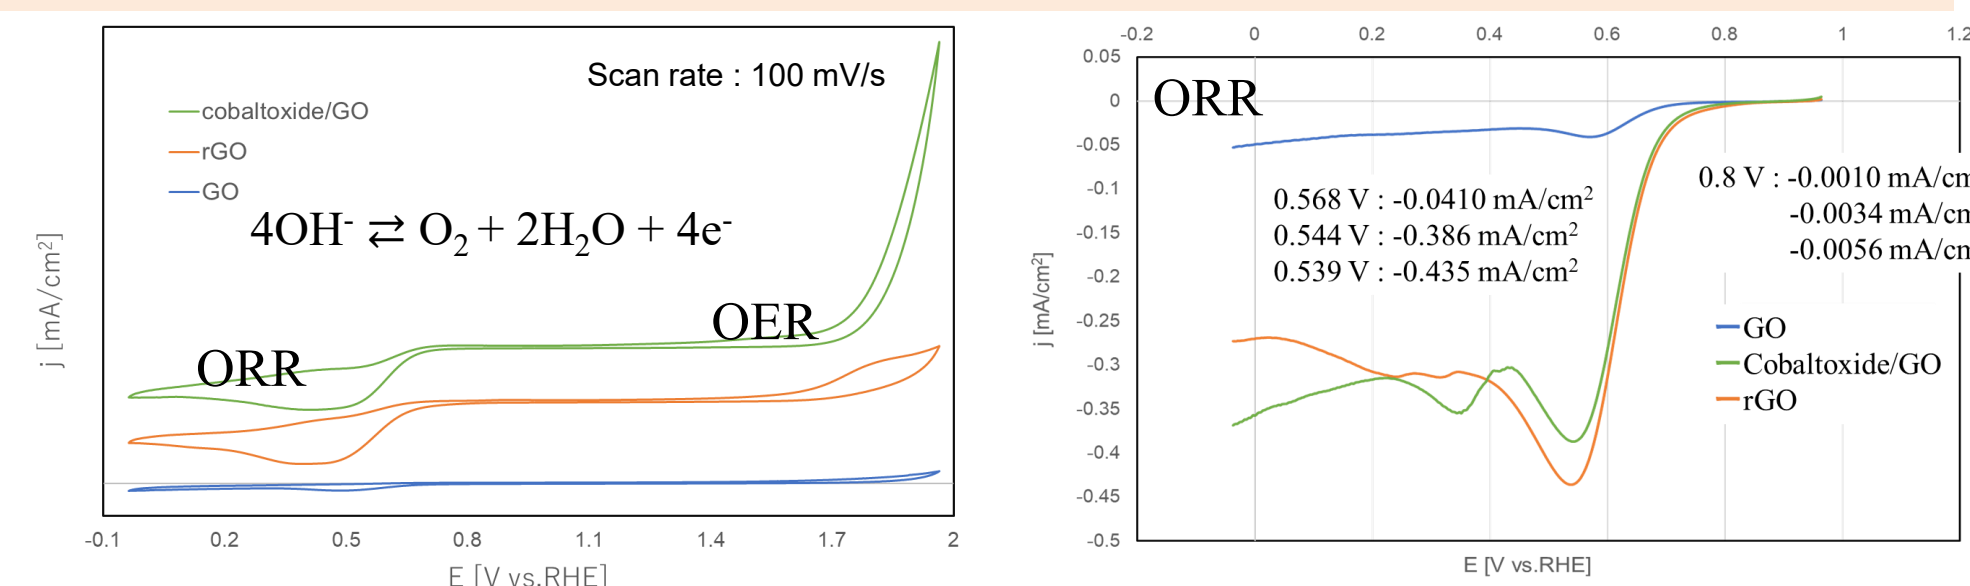 Scan rate : 100 mV/s
cobaltoxide/GO
rGO
GO
4OH⁻ ⇄ O₂ + 2H₂O + 4e⁻
OER
ORR
j [mA/cm²]
-0.1 0.2 0.5 0.8 1.1 1.4 1.7 2
E [V vs.RHE]
-0.2 0 0.2 0.4 0.6 0.8 1 1.2
0.05
0
-0.05
-0.1
-0.15
-0.2
-0.25
-0.3
-0.35
-0.4
-0.45
-0.5
j [mA/cm²]
ORR
0.568 V : -0.0410 mA/cm²
0.544 V : -0.386 mA/cm²
0.539 V : -0.435 mA/cm²
0.8 V : -0.0010 mA/cm
-0.0034 mA/cm
-0.0056 mA/cm
GO
Cobaltoxide/GO
rGO
E [V vs.RHE]